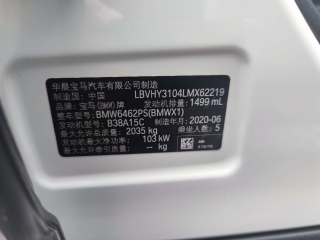 华晨宝马汽车有限公司制造
制造国: 中国 LBVHY3104LMX62219
品牌: 宝马(BMW)牌 发动机排量: 1499 mL
整车型号: BMW6462PS(BMWX1)
发动机型号: B38A15C 制造年月: 2020-06
最大允许总质量: 2035 kg 乘坐人数: 5
发动机最大净功率: 103 kW